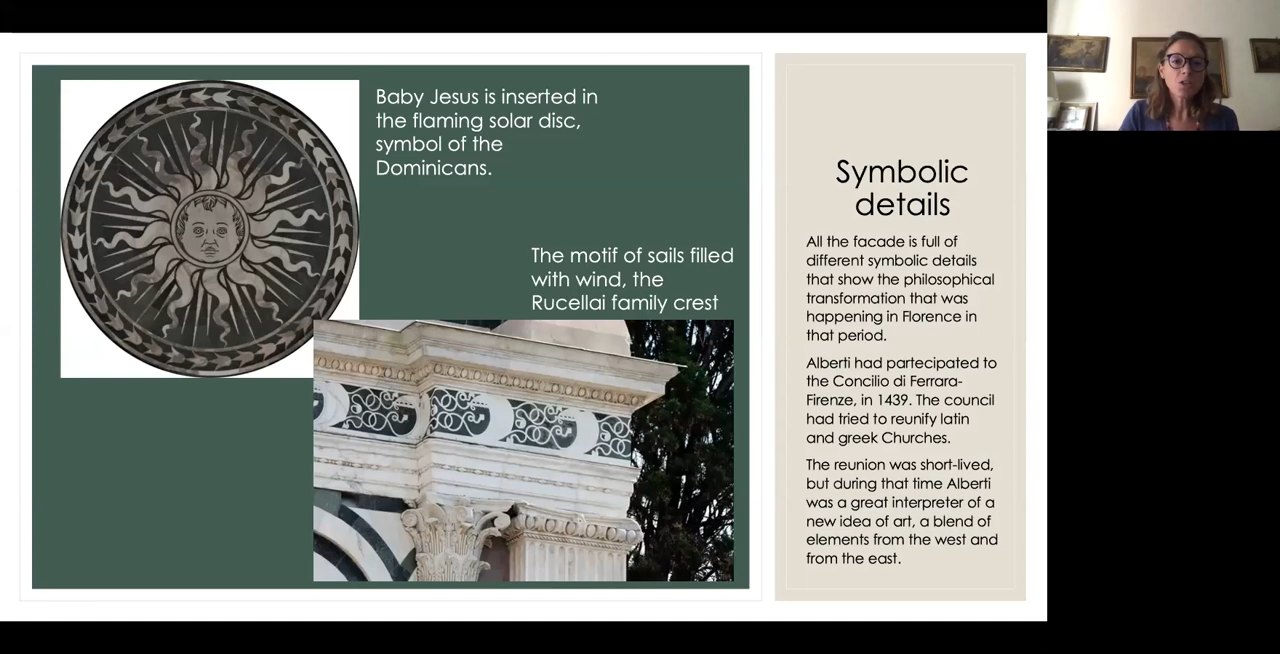 Baby Jesus is inserted in
the flaming solar disc,
symbol of the
Dominicans.
The motif of sails filled
with wind, the
Rucellai family crest
Symbolic
details
All the facade is full of
different symbolic details
that show the philosophical
transformation that was
happening in Florence in
that period.
Alberti had partecipated to
the Concilio di Ferrara-
Firenze, in 1439. The council
had tried to reunify latin
and greek Churches.
The reunion was short-lived,
but during that time Alberti
was a great interpreter of a
new idea of art, a blend of
elements from the west and
from the east.